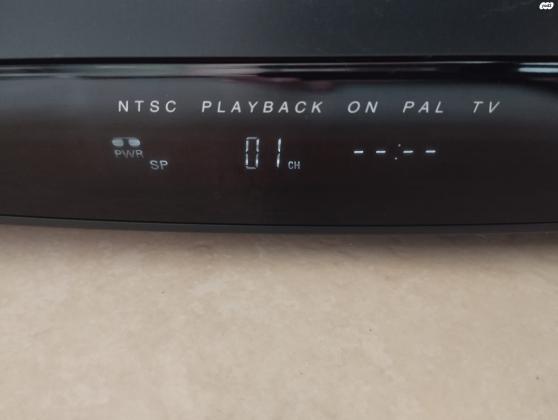 NTSC PLAYBACK ON PAL TV
PWR SP 01 CH --:--